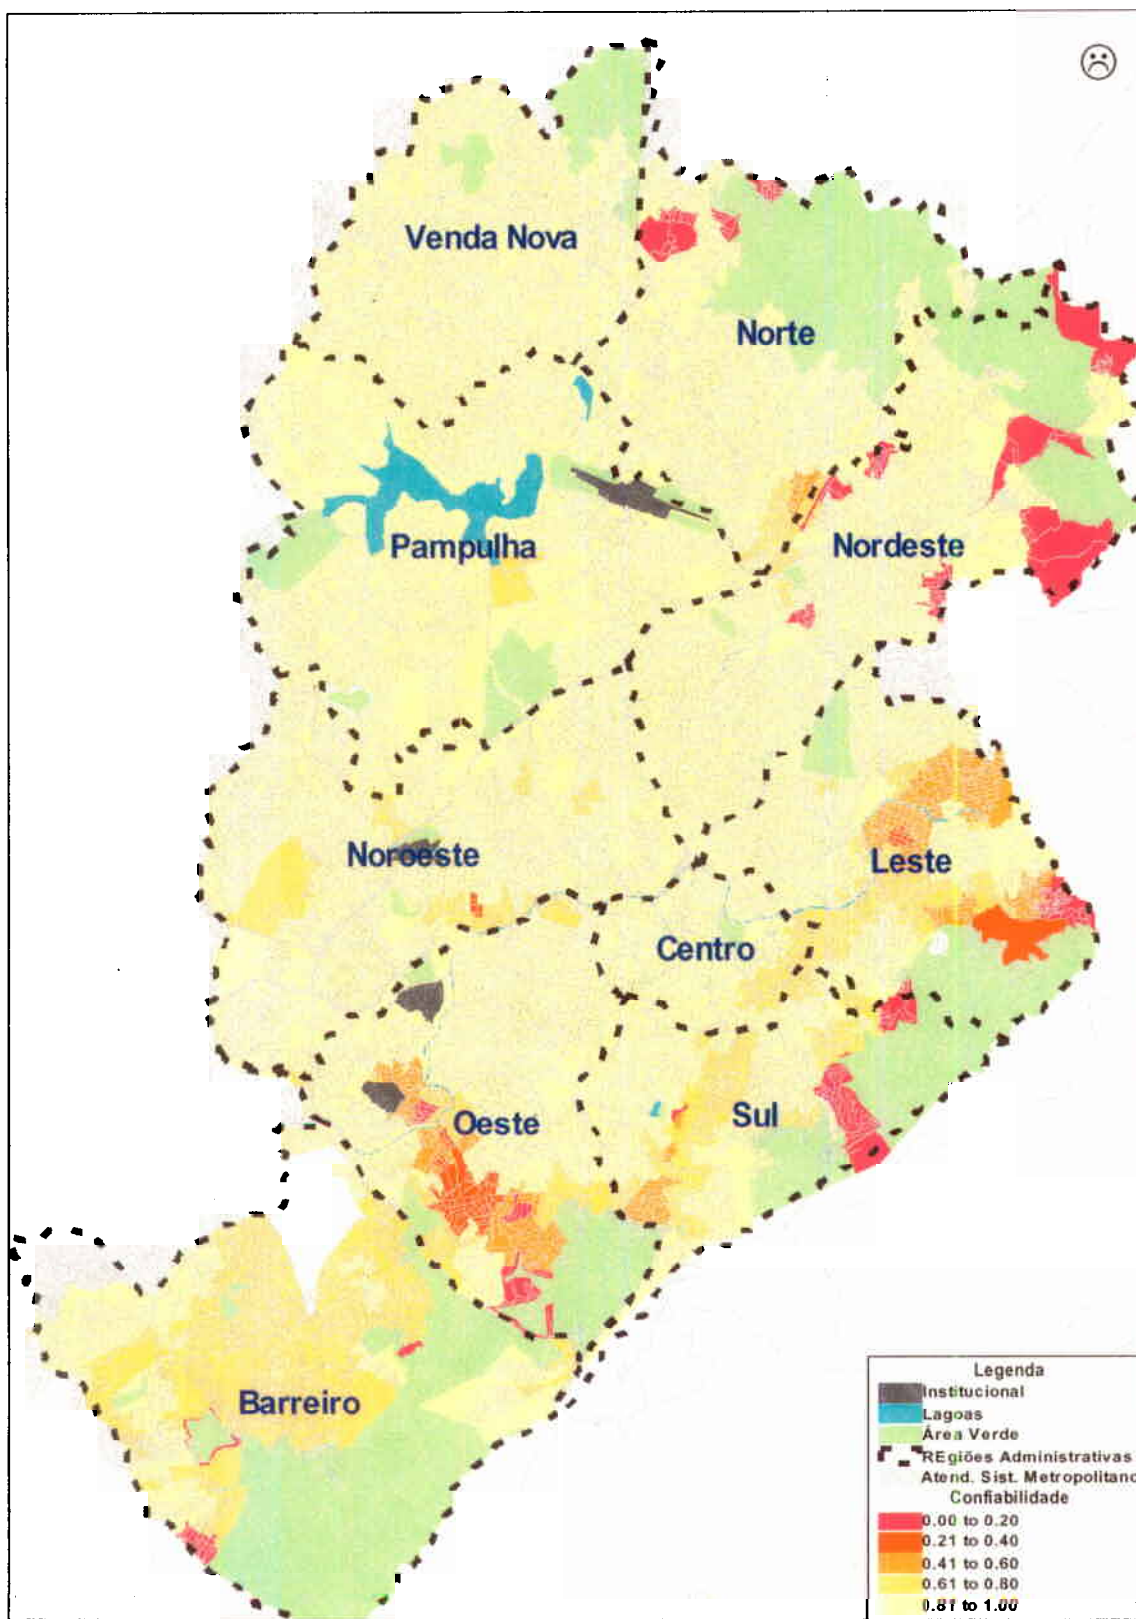 Venda Nova
Norte
Pampulha
Nordeste
Noroeste
Leste
Centro
Oeste
Sul
Barreiro
Legenda
Institucional
Lagoas
Área Verde
REgiões Administrativas
Atend. Sist. Metropolitano
Confiabilidade
0.00 to 0.20
0.21 to 0.40
0.41 to 0.60
0.61 to 0.80
0.81 to 1.00